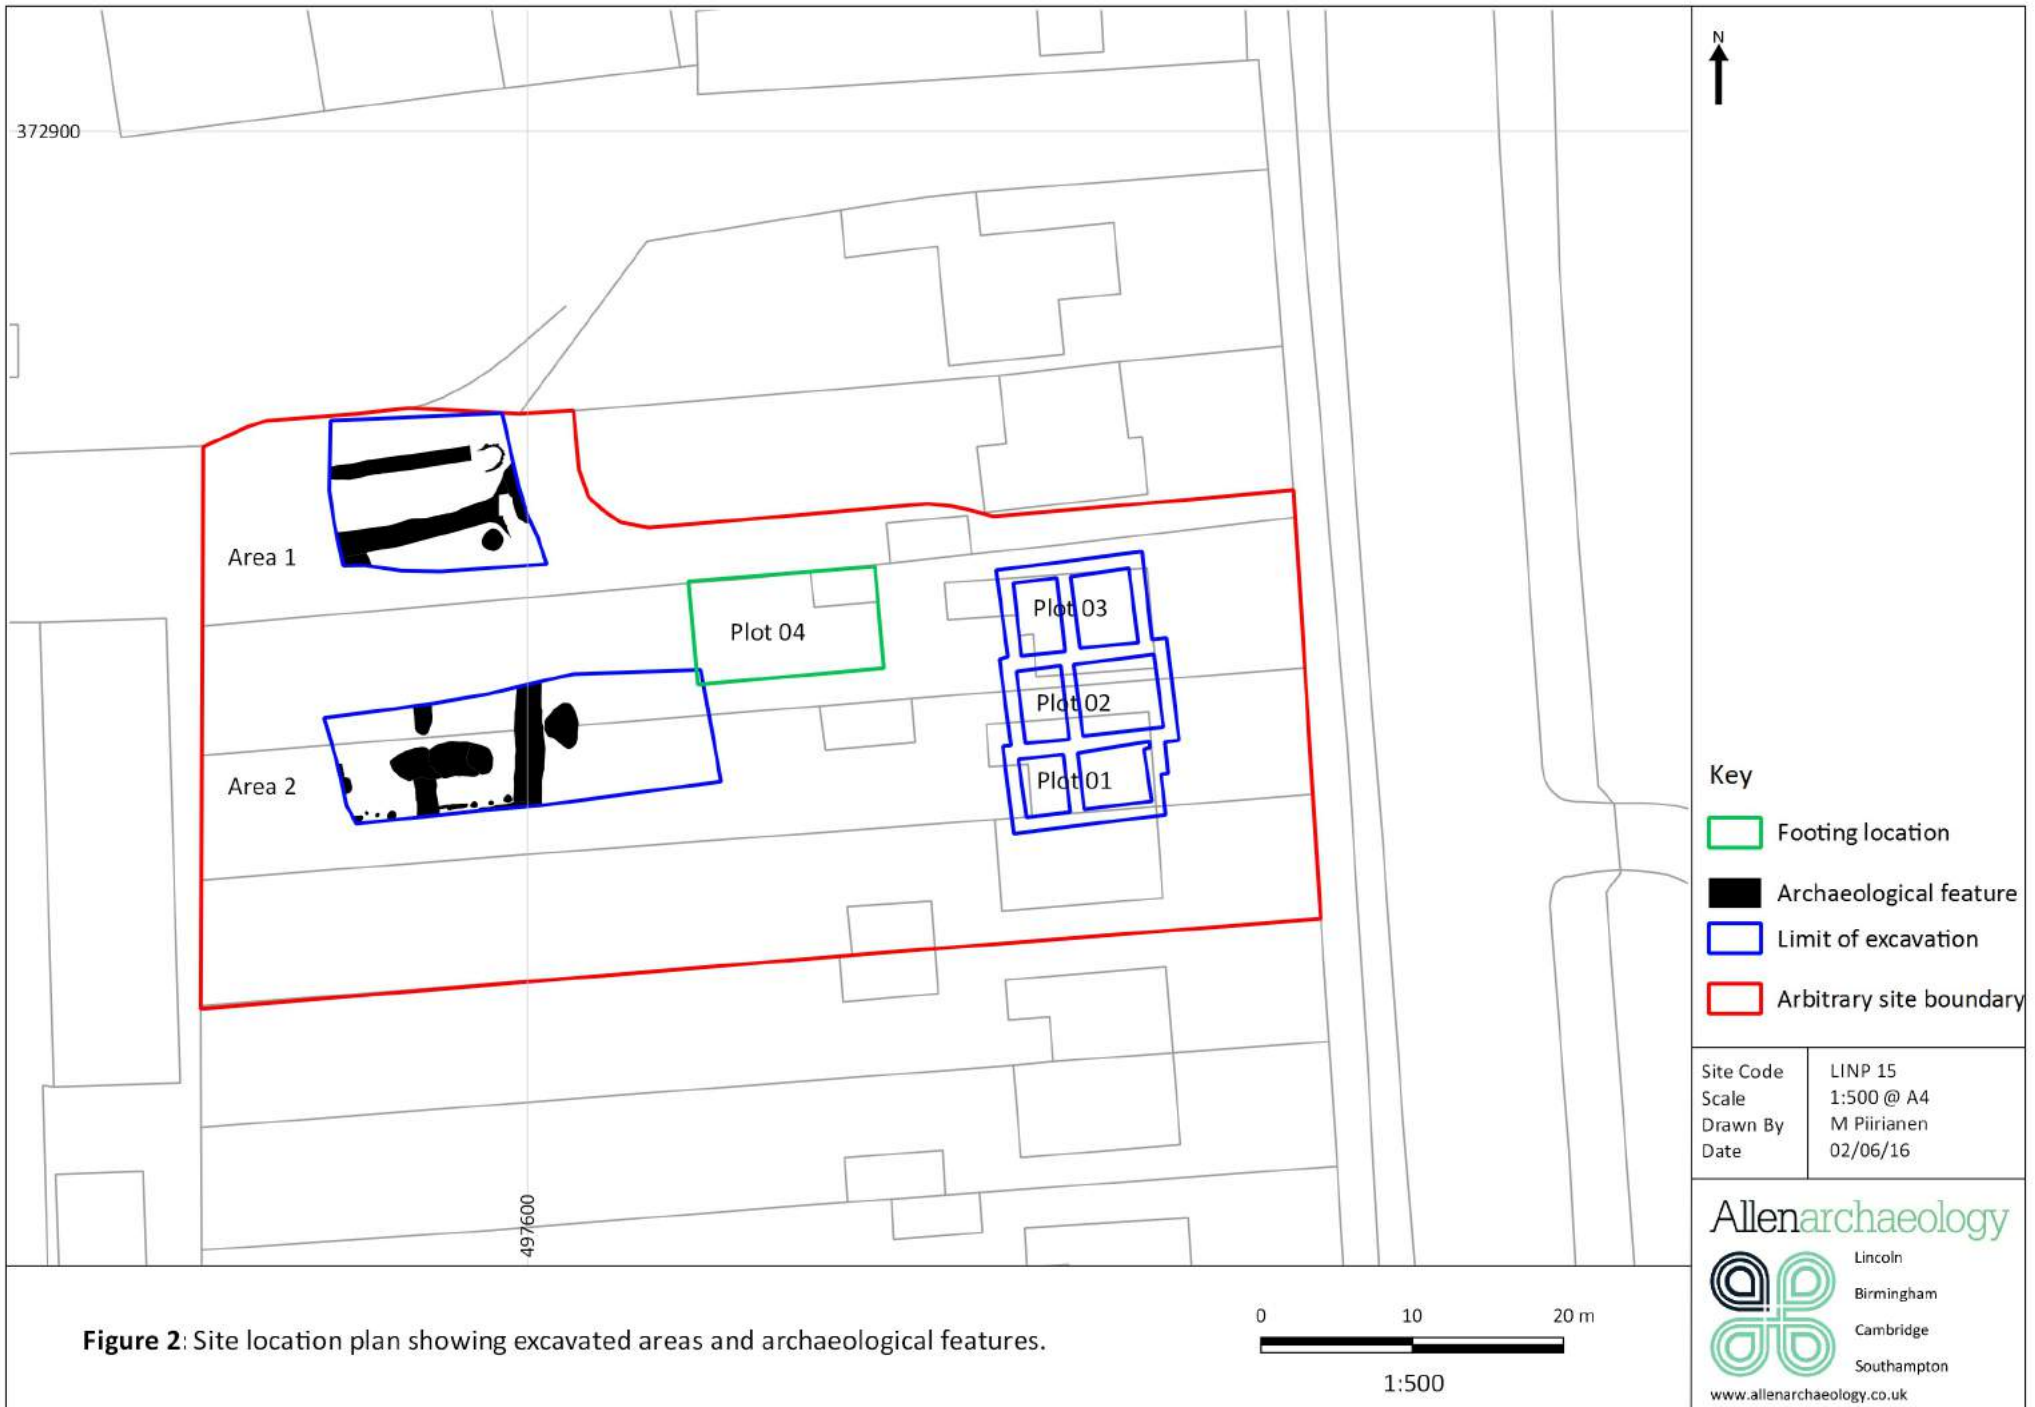 N
372900
Area 1
Plot 04
Plot 03
Plot 02
Plot 01
Area 2
497600
Key
Footing location
Archaeological feature
Limit of excavation
Arbitrary site boundary
Site Code LINP 15
Scale 1:500 @ A4
Drawn By M Piirianen
Date 02/06/16
Allenarchaeology
Lincoln
Birmingham
Cambridge
Southampton
www.allenarchaeology.co.uk
Figure 2: Site location plan showing excavated areas and archaeological features.
0 10 20 m
1:500